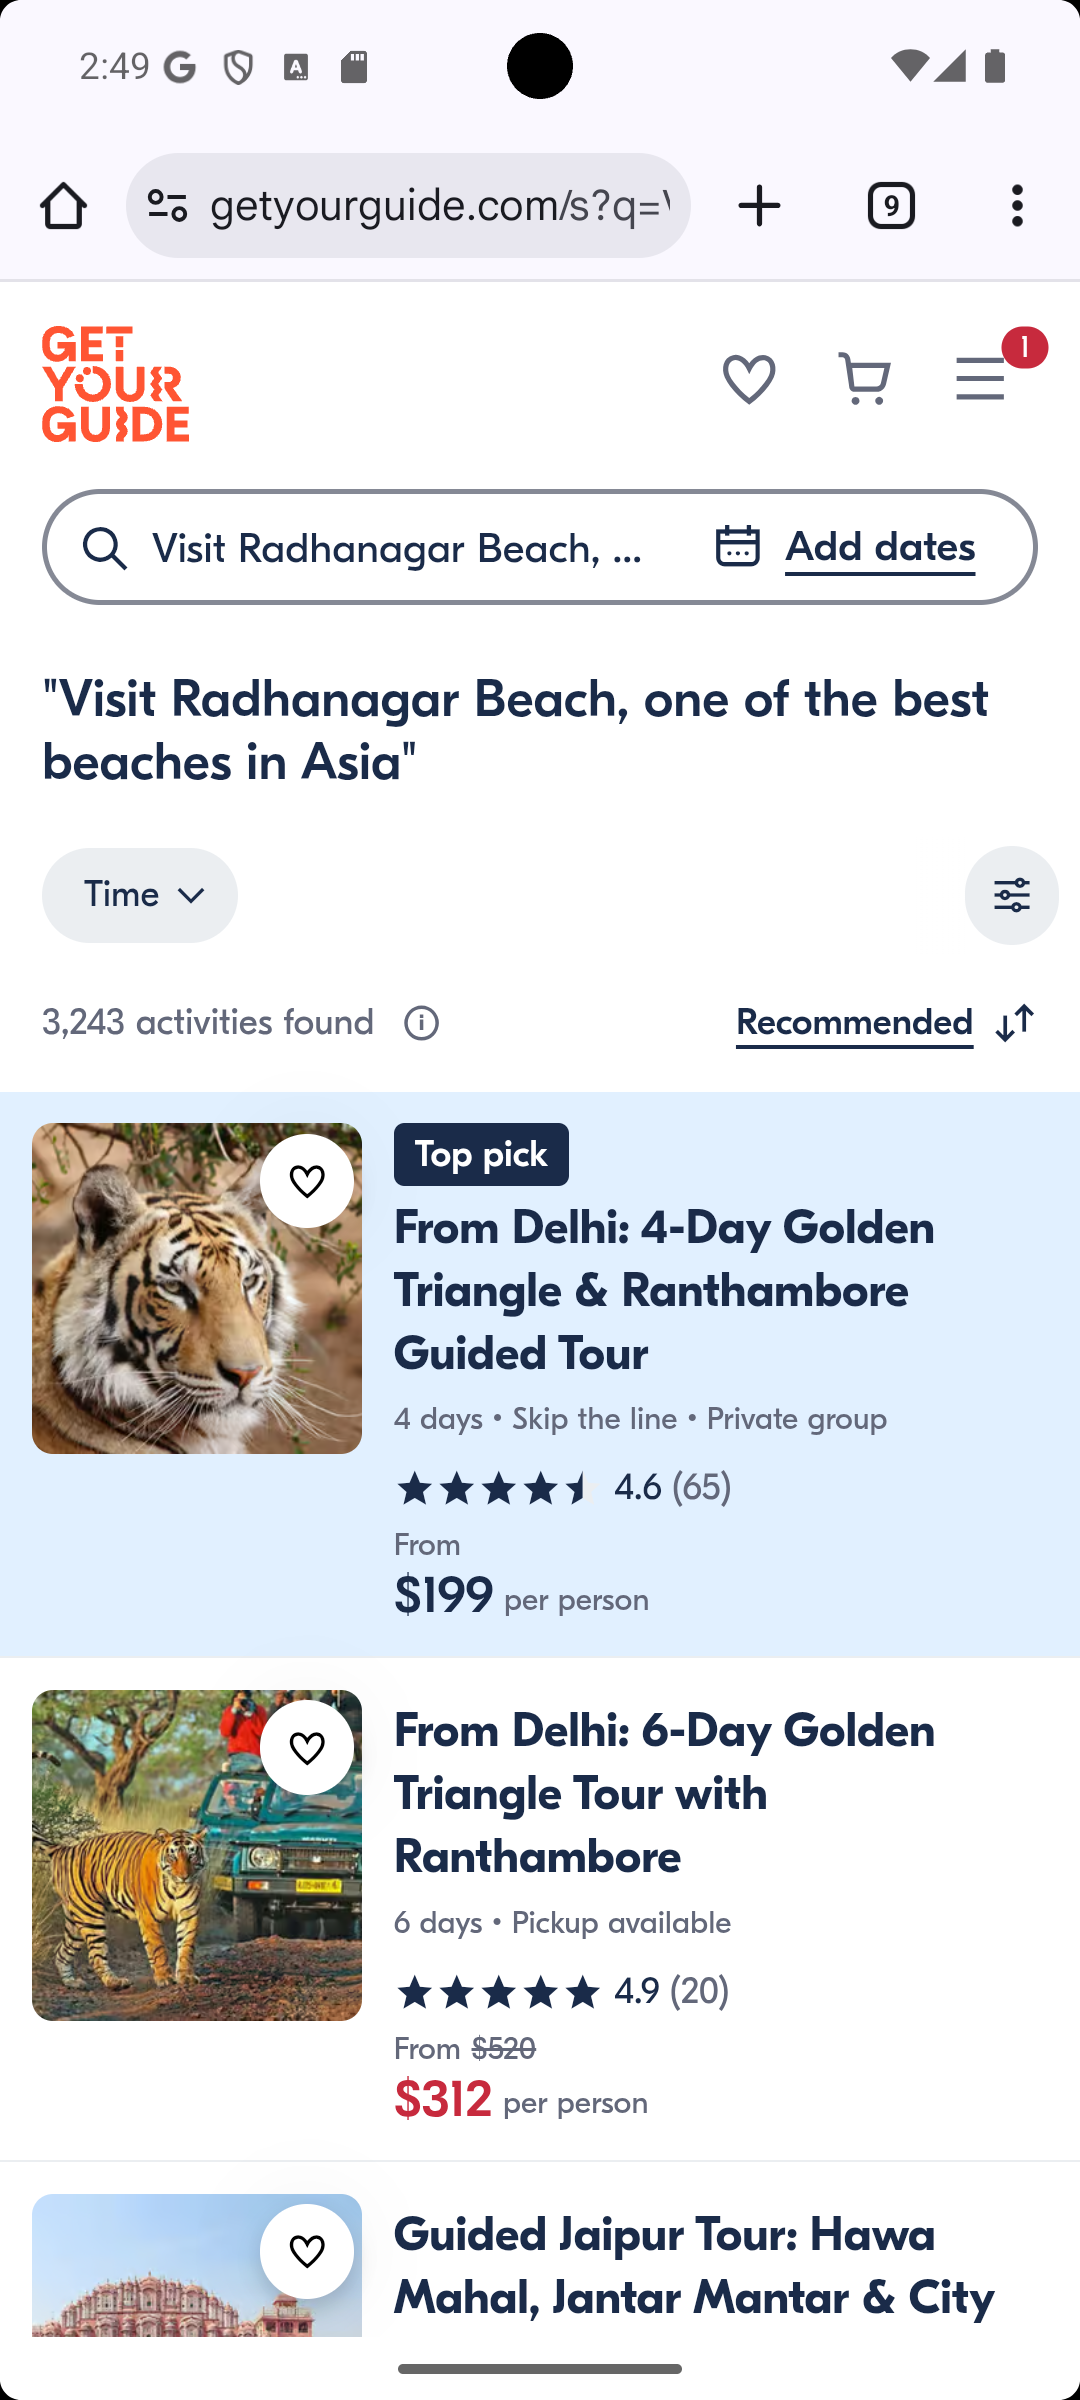 2:49
getyourguide.com/s?q=
9
GET
YOUR
GUIDE
1
Visit Radhanagar Beach, ...
Add dates
"Visit Radhanagar Beach, one of the best
beaches in Asia"
Time
3,243 activities found
Recommended
Top pick
From Delhi: 4-Day Golden
Triangle & Ranthambore
Guided Tour
4 days • Skip the line • Private group
4.6 (65)
From
$199 per person
From Delhi: 6-Day Golden
Triangle Tour with
Ranthambore
6 days • Pickup available
4.9 (20)
From $520
$312 per person
Guided Jaipur Tour: Hawa
Mahal, Jantar Mantar & City